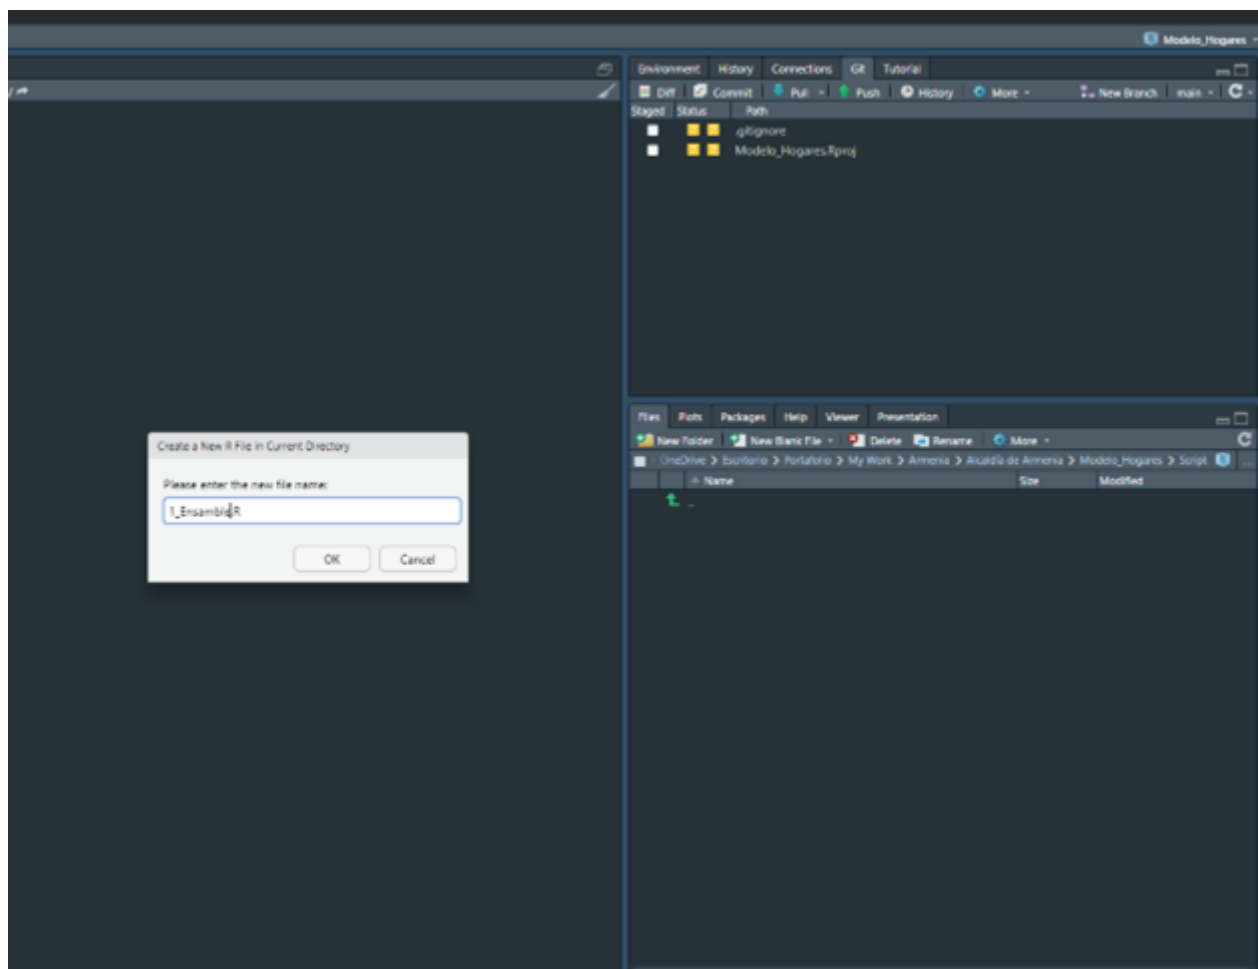 Modelo_Hogares
Environment History Connections Git Tutorial
Diff Commit Pull Push History More New Branch main
Staged Status Path
.gitignore
Modelo_Hogares.Rproj
Files Plots Packages Help Viewer Presentation
New Folder New Blank File Delete Rename More
OneDrive > Escritorio > Portafolio > My Work > Armenia > Alcaldía de Armenia > Modelo_Hogares > Script
Name Size Modified
..
Create a New R File in Current Directory
Please enter the new file name:
1_Ensamble.R
OK Cancel